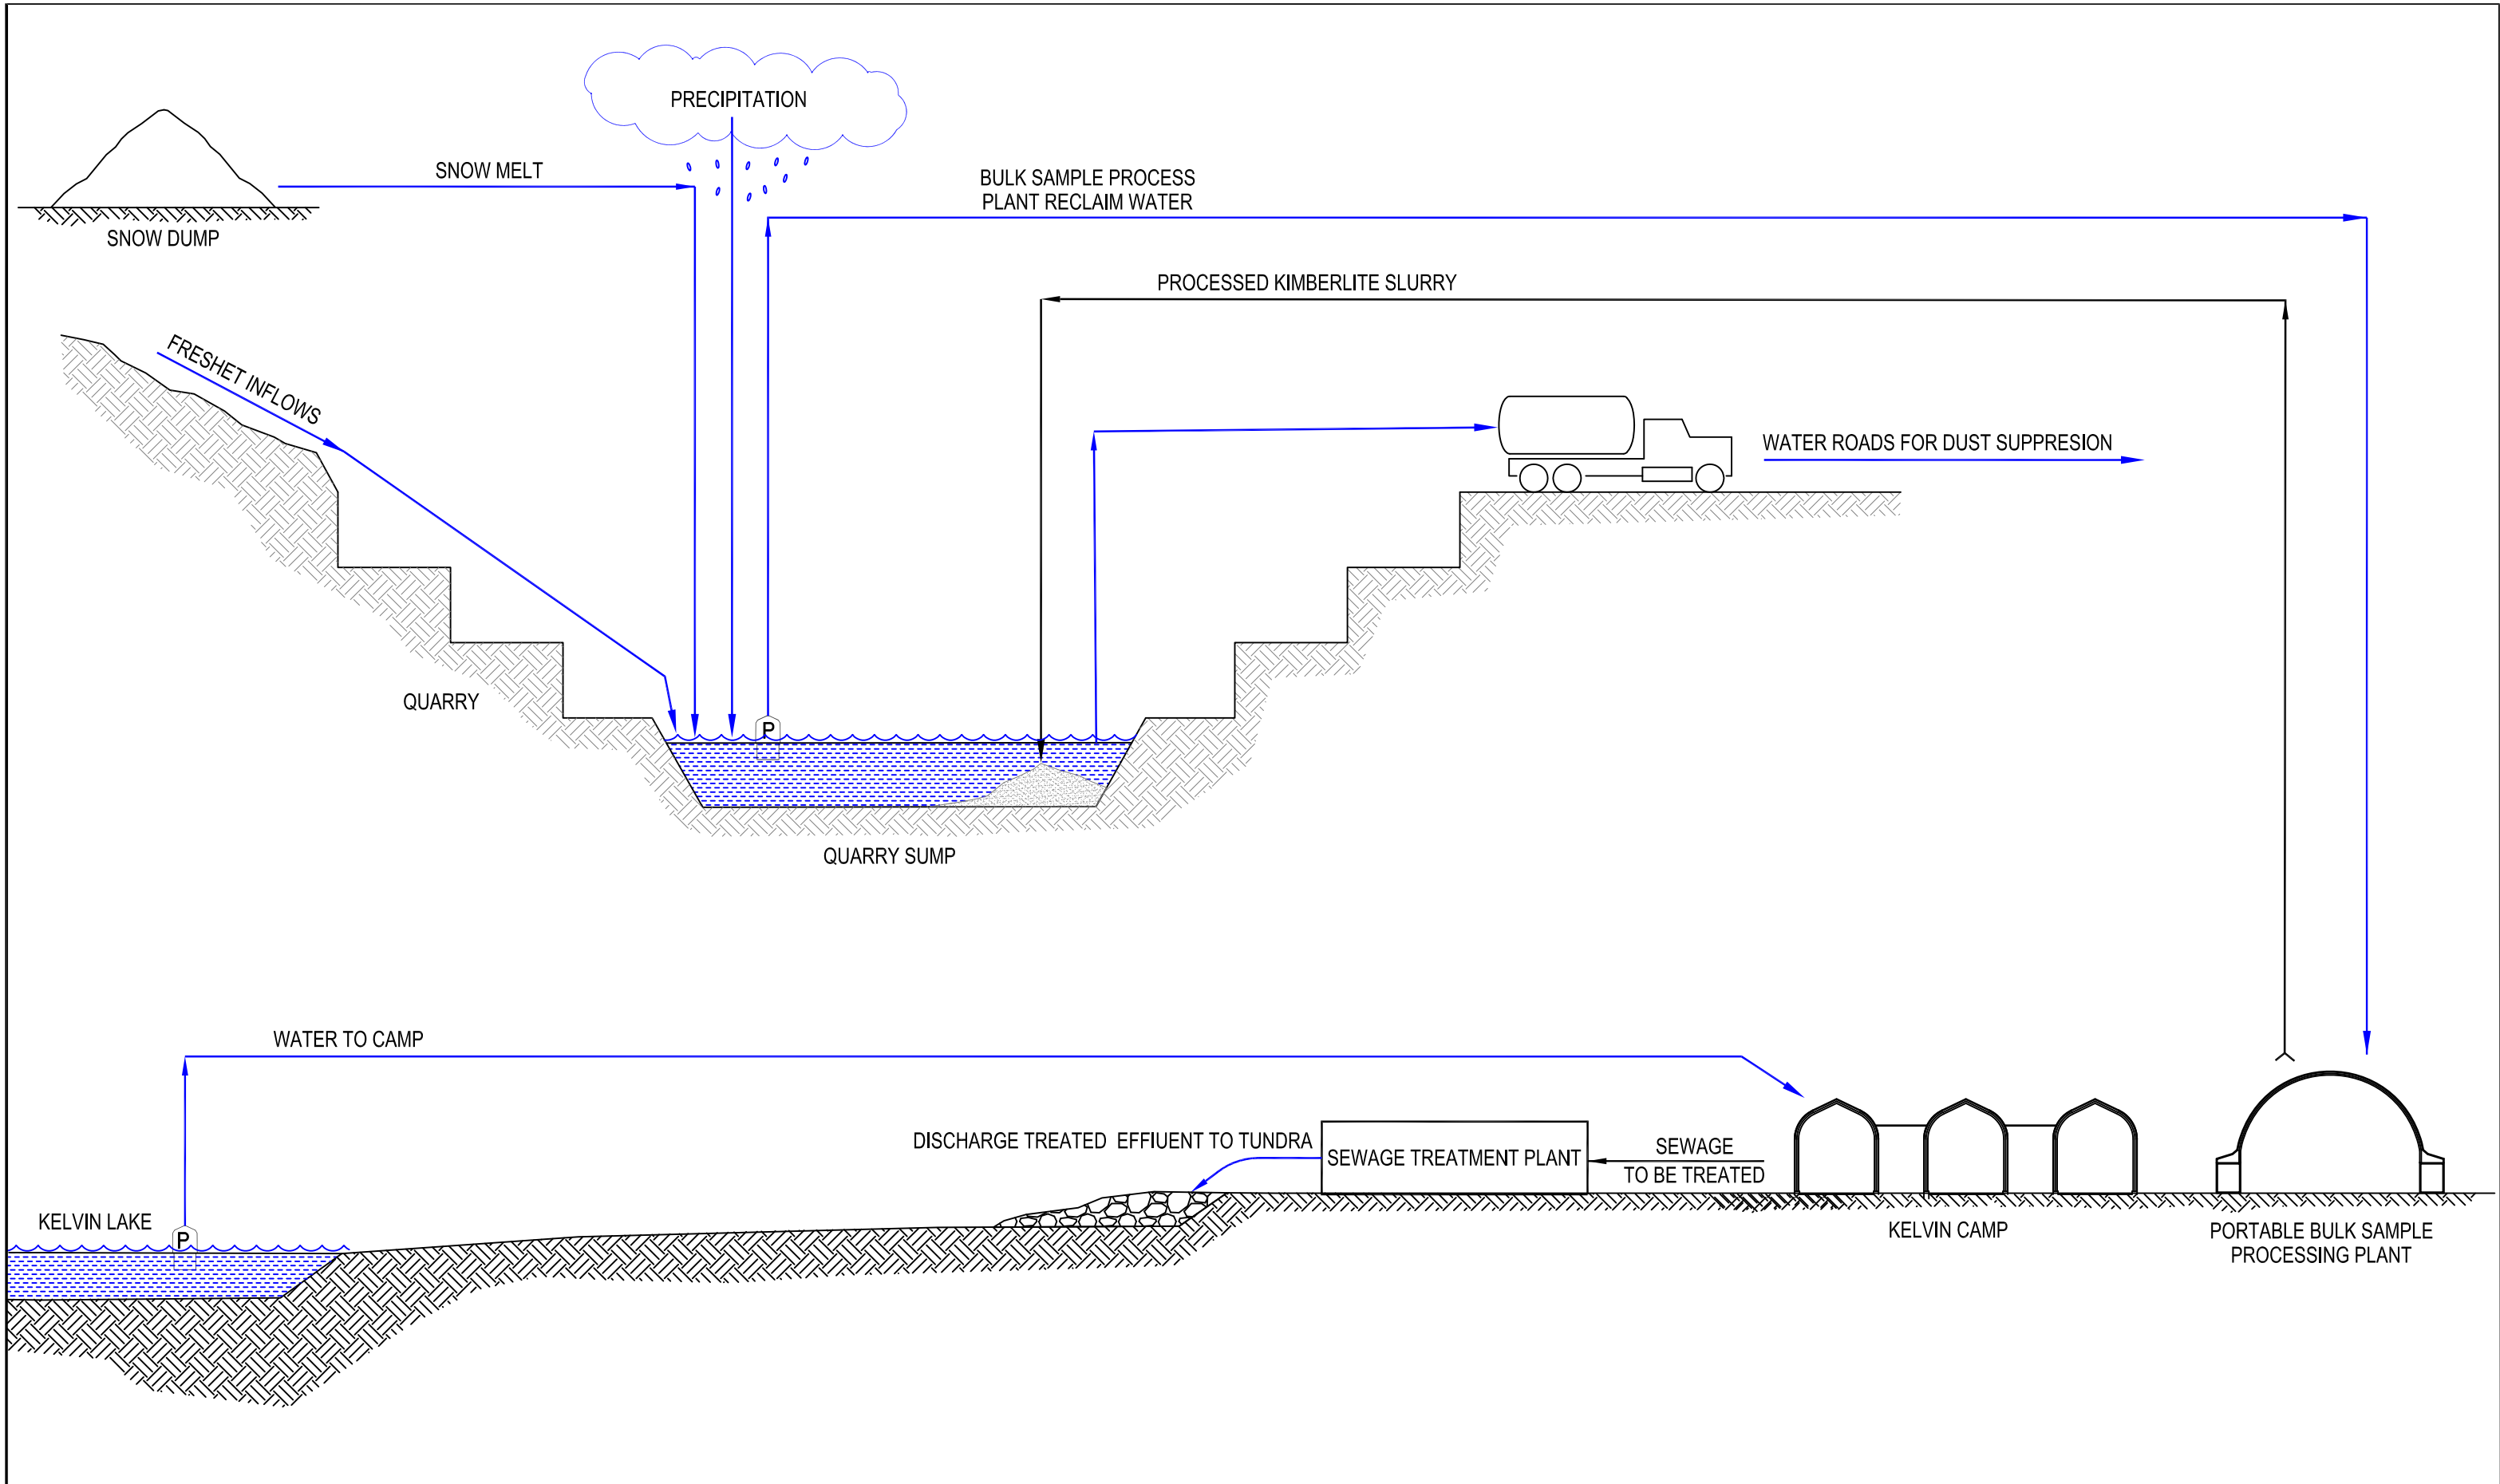 PRECIPITATION
SNOW MELT
SNOW DUMP
BULK SAMPLE PROCESS
PLANT RECLAIM WATER
PROCESSED KIMBERLITE SLURRY
FRESHET INFLOWS
WATER ROADS FOR DUST SUPPRESION
QUARRY
P
QUARRY SUMP
WATER TO CAMP
DISCHARGE TREATED EFFIUENT TO TUNDRA
SEWAGE TREATMENT PLANT
SEWAGE
TO BE TREATED
KELVIN LAKE
P
KELVIN CAMP
PORTABLE BULK SAMPLE
PROCESSING PLANT